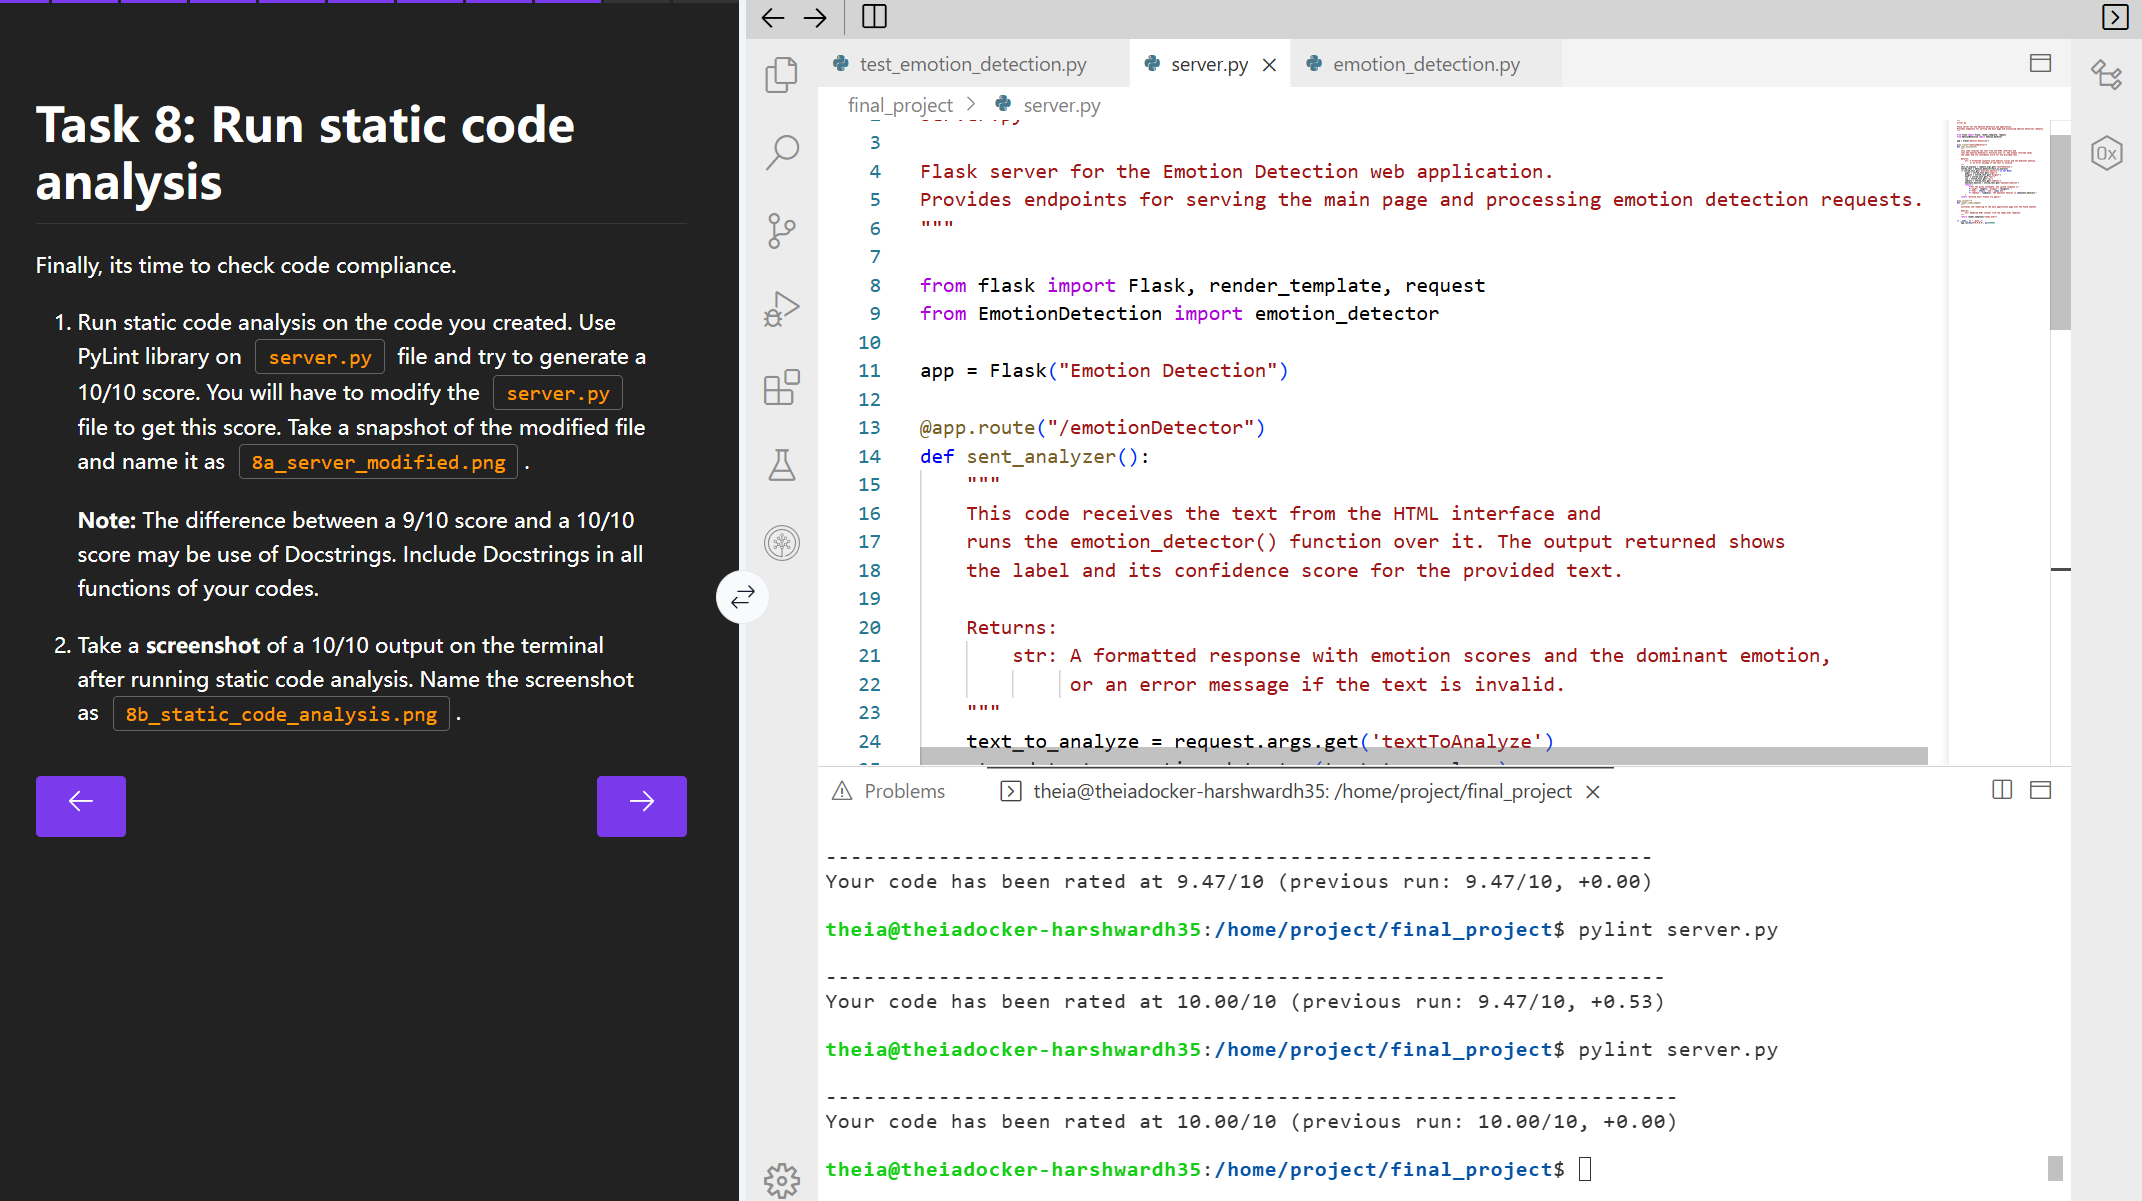 Task 8: Run static code
analysis
Finally, its time to check code compliance.
1. Run static code analysis on the code you created. Use
PyLint library on server.py file and try to generate a
10/10 score. You will have to modify the server.py
file to get this score. Take a snapshot of the modified file
and name it as 8a_server_modified.png .
Note: The difference between a 9/10 score and a 10/10
score may be use of Docstrings. Include Docstrings in all
functions of your codes.
2. Take a screenshot of a 10/10 output on the terminal
after running static code analysis. Name the screenshot
as 8b_static_code_analysis.png .
test_emotion_detection.py
server.py
emotion_detection.py
final_project > server.py
3
4 Flask server for the Emotion Detection web application.
5 Provides endpoints for serving the main page and processing emotion detection requests.
6 """
7
8 from flask import Flask, render_template, request
9 from EmotionDetection import emotion_detector
10
11 app = Flask("Emotion Detection")
12
13 @app.route("/emotionDetector")
14 def sent_analyzer():
15 """
16 This code receives the text from the HTML interface and
17 runs the emotion_detector() function over it. The output returned shows
18 the label and its confidence score for the provided text.
19
20 Returns:
21 str: A formatted response with emotion scores and the dominant emotion,
22 or an error message if the text is invalid.
23 """
24 text_to_analyze = request.args.get('textToAnalyze')
Problems
theia@theiadocker-harshwardh35: /home/project/final_project
------------------------------------------------------------------
Your code has been rated at 9.47/10 (previous run: 9.47/10, +0.00)
theia@theiadocker-harshwardh35:/home/project/final_project$ pylint server.py
-------------------------------------------------------------------
Your code has been rated at 10.00/10 (previous run: 9.47/10, +0.53)
theia@theiadocker-harshwardh35:/home/project/final_project$ pylint server.py
--------------------------------------------------------------------
Your code has been rated at 10.00/10 (previous run: 10.00/10, +0.00)
theia@theiadocker-harshwardh35:/home/project/final_project$
0x